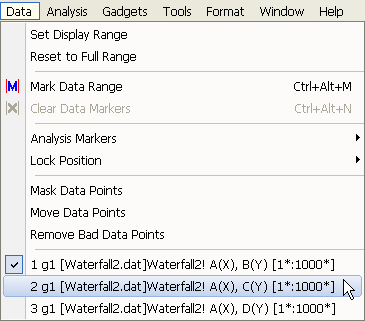 Data Analysis Gadgets Tools Format Window Help
Set Display Range
Reset to Full Range
M Mark Data Range Ctrl+Alt+M
Clear Data Markers Ctrl+Alt+N
Analysis Markers
Lock Position
Mask Data Points
Move Data Points
Remove Bad Data Points
1 g1 [Waterfall2.dat]Waterfall2! A(X), B(Y) [1*:1000*]
2 g1 [Waterfall2.dat]Waterfall2! A(X), C(Y) [1*:1000*]
3 g1 [Waterfall2.dat]Waterfall2! A(X), D(Y) [1*:1000*]